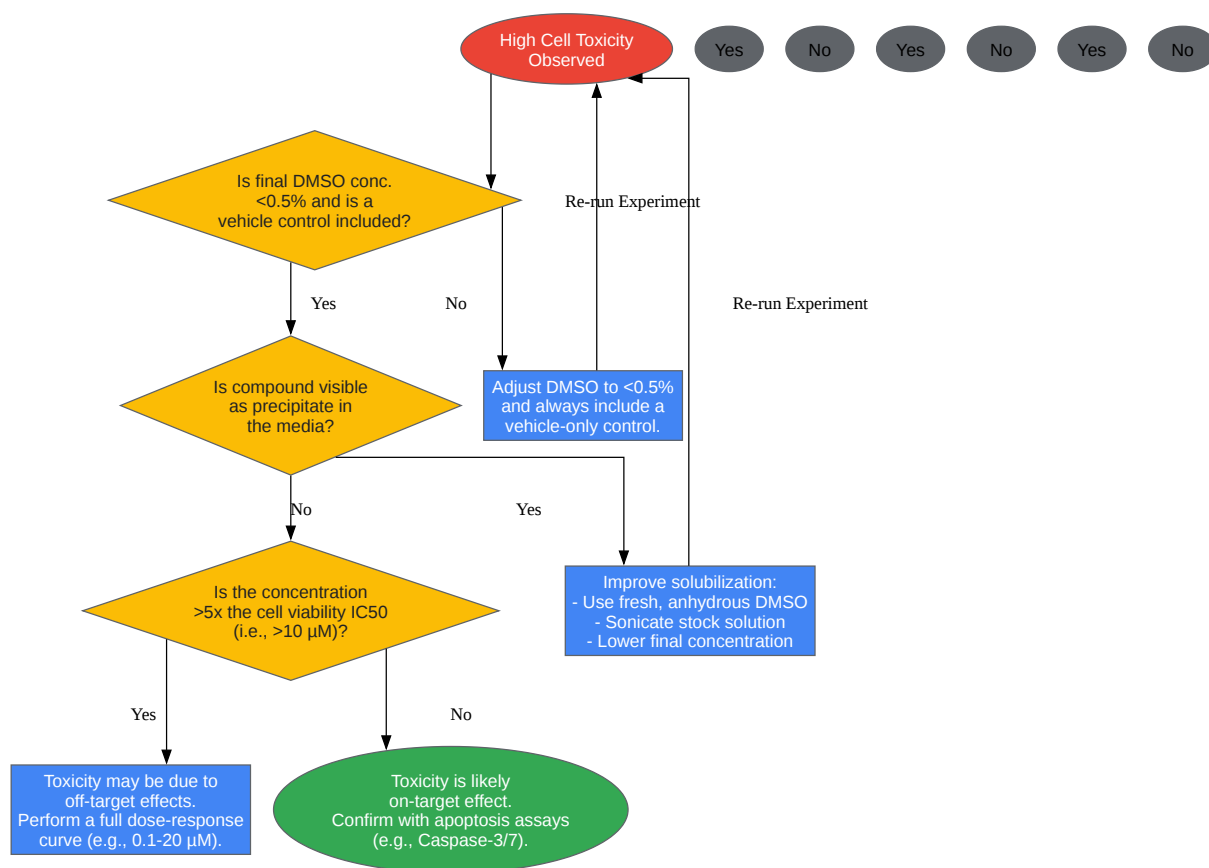 High Cell Toxicity
Observed
Yes
No
Yes
No
Yes
No
Is final DMSO conc.
<0.5% and is a
vehicle control included?
Re-run Experiment
Yes
No
Re-run Experiment
Is compound visible
as precipitate in
the media?
Adjust DMSO to <0.5%
and always include a
vehicle-only control.
No
Yes
Is the concentration
>5x the cell viability IC50
(i.e., >10 µM)?
Improve solubilization:
- Use fresh, anhydrous DMSO
- Sonicate stock solution
- Lower final concentration
Yes
No
Toxicity may be due to
off-target effects.
Perform a full dose-response
curve (e.g., 0.1-20 µM).
Toxicity is likely
on-target effect.
Confirm with apoptosis assays
(e.g., Caspase-3/7).